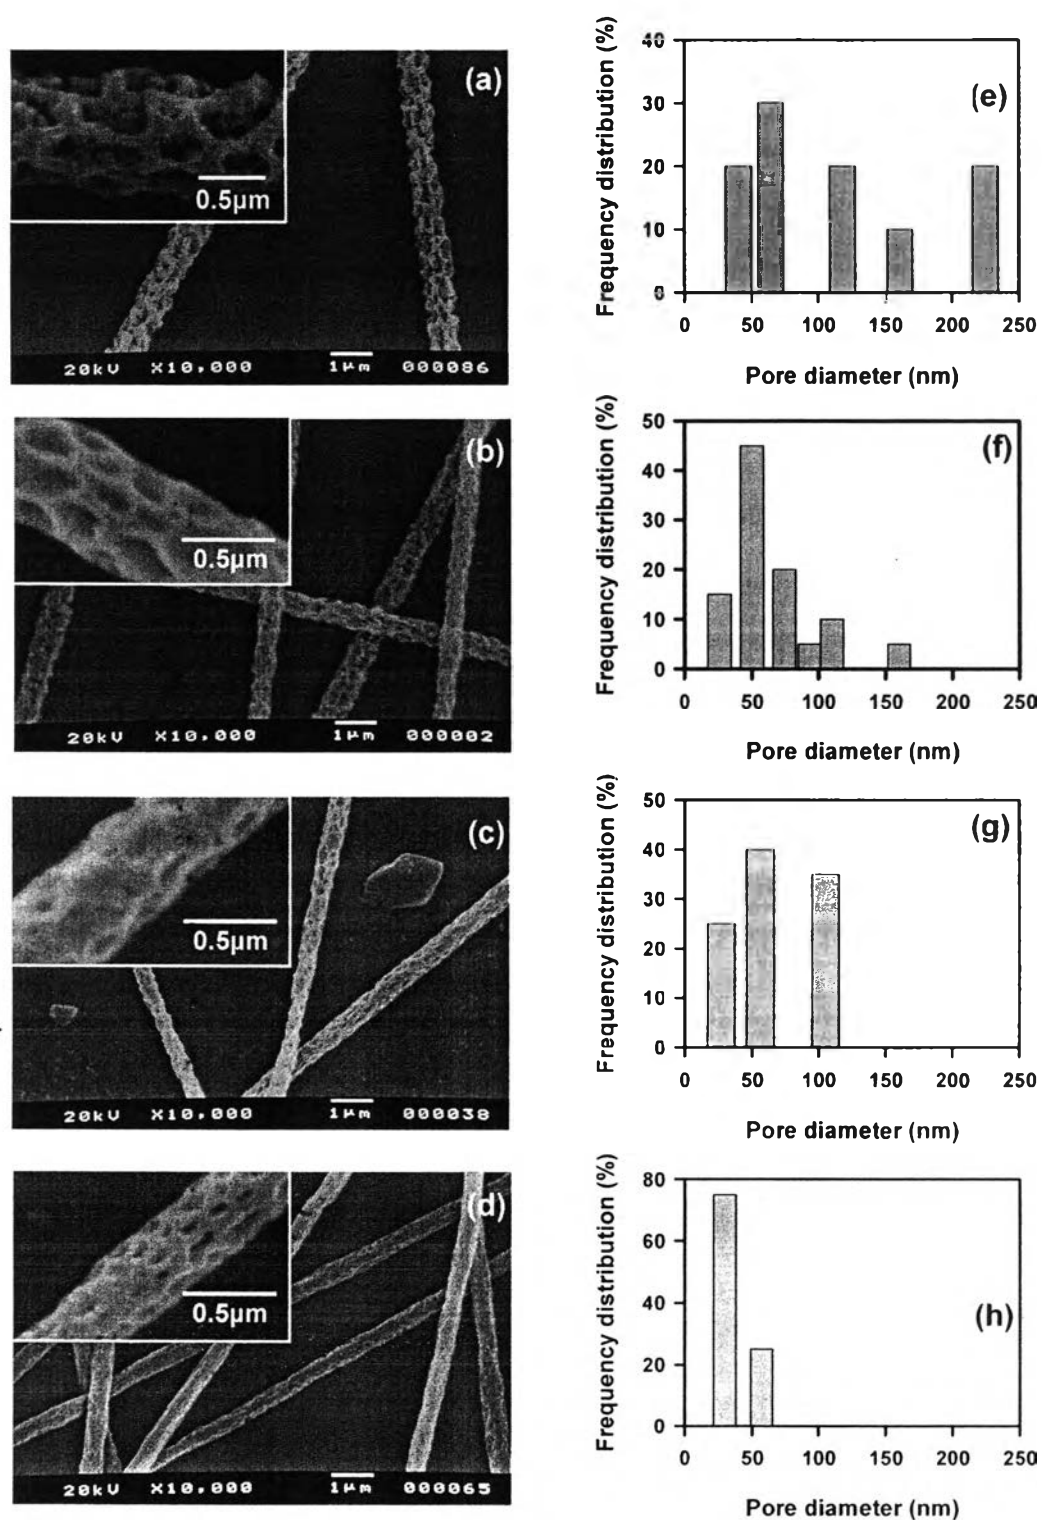 (a)
0.5µm
20kV X10,000 1µm 000086
(e)
Frequency distribution (%)
40
30
20
10
0
0 50 100 150 200 250
Pore diameter (nm)
(b)
0.5µm
20kV X10,000 1µm 000002
(f)
Frequency distribution (%)
50
40
30
20
10
0
0 50 100 150 200 250
Pore diameter (nm)
(c)
0.5µm
20kV X10,000 1µm 000038
(g)
Frequency distribution (%)
50
40
30
20
10
0
0 50 100 150 200 250
Pore diameter (nm)
(d)
0.5µm
20kV X10,000 1µm 000065
(h)
Frequency distribution (%)
80
60
40
20
0
0 50 100 150 200 250
Pore diameter (nm)